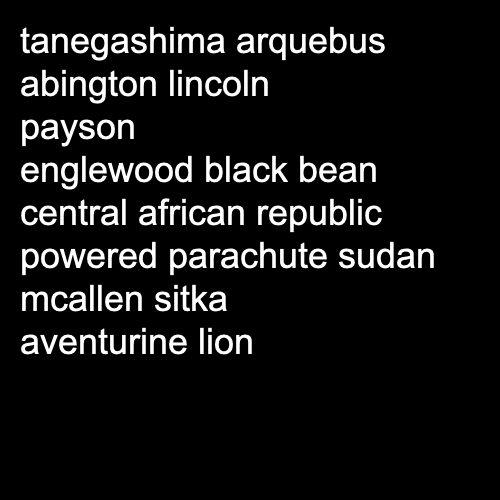 tanegashima arquebus
abington lincoln
payson
englewood black bean
central african republic
powered parachute sudan
mcallen sitka
aventurine lion